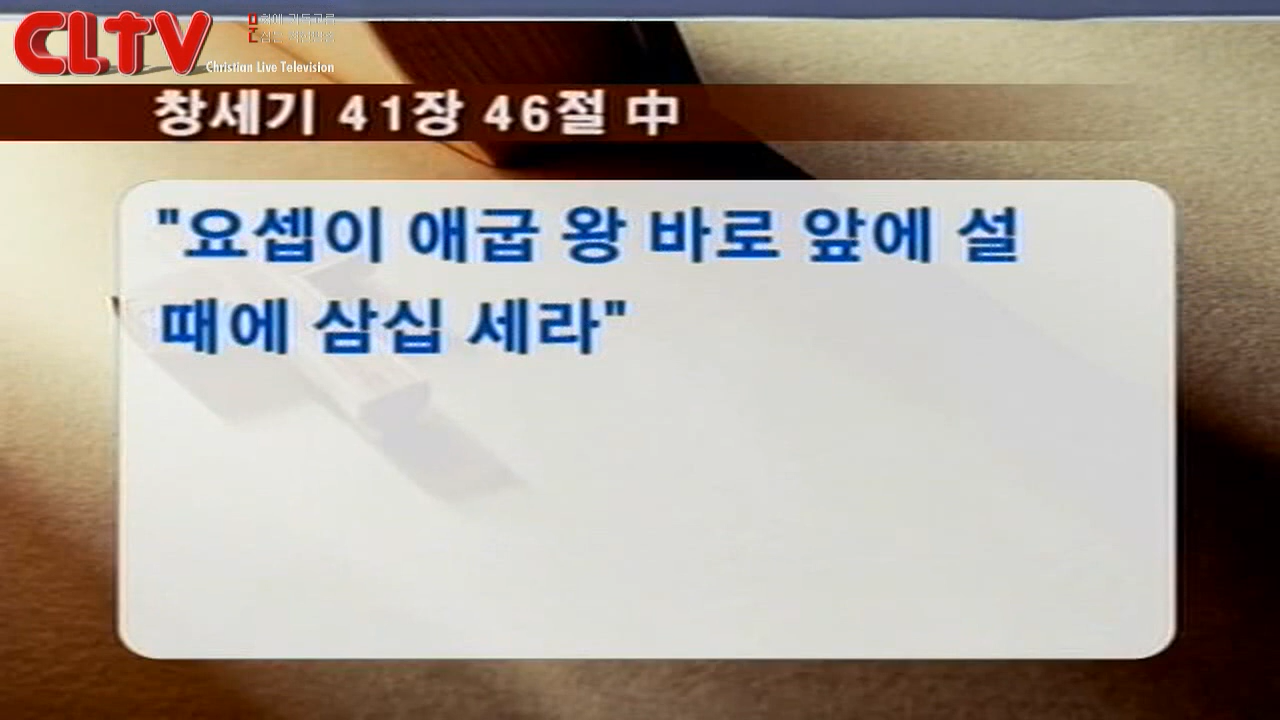 CLTV
Christian Live Television
창세기 41장 46절 中
"요셉이 애굽 왕 바로 앞에 설
때에 삼십 세라"